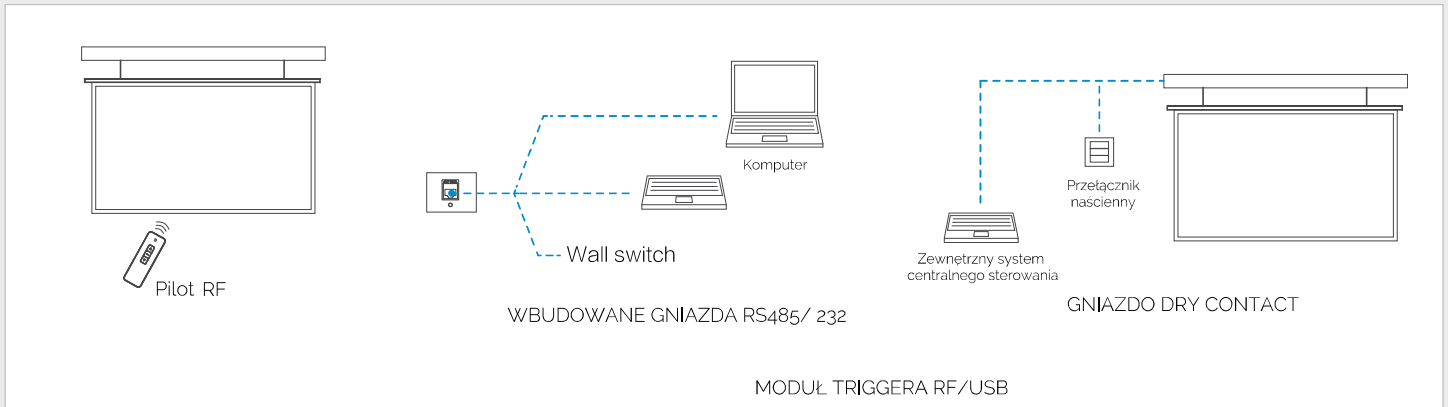 Pilot RF
Komputer
Wall switch
WBUDOWANE GNIAZDA RS485/ 232
Przełącznik
naścienny
Zewnętrzny system
centralnego sterowania
GNIAZDO DRY CONTACT
MODUŁ TRIGGERA RF/USB